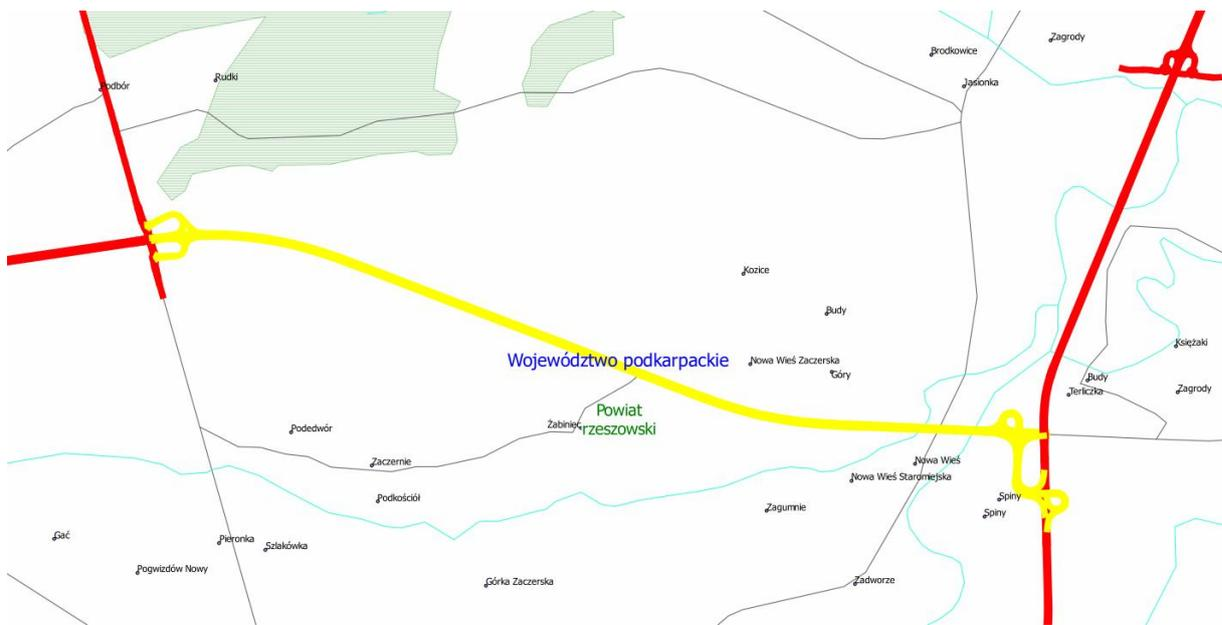 Zagrody
Brodkowice
Rudki
Podbór
Jasionka
Kozice
Budy
Księżaki
Województwo podkarpackie
Nowa Wieś Zaczerska
Góry
Budy
Terliczka
Zagrody
Powiat
rzeszowski
Żabiniec
Podedwór
Zaczernie
Nowa Wieś
Nowa Wieś Staromiejska
Podkościół
Spiny
Zagumnie
Spiny
Gać
Pieronka
Szlakówka
Pogwizdów Nowy
Górka Zaczerska
Zadworze